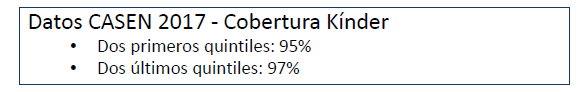 Datos CASEN 2017 - Cobertura Kínder
• Dos primeros quintiles: 95%
• Dos últimos quintiles: 97%